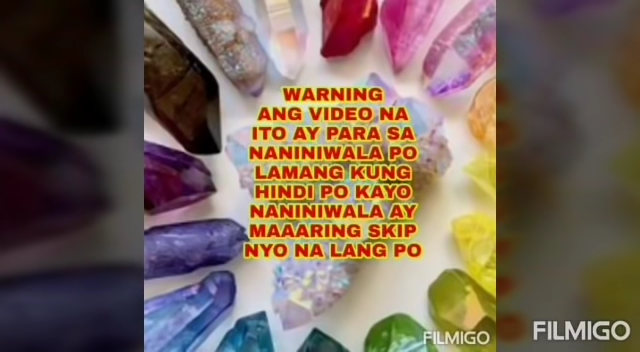 WARNING
ANG VIDEO NA
ITO AY PARA SA
NANINIWALA PO
LAMANG KUNG
HINDI PO KAYO
NANINIWALA AY
MAAARING SKIP
NYO NA LANG PO
FILMIGO
FILMIGO